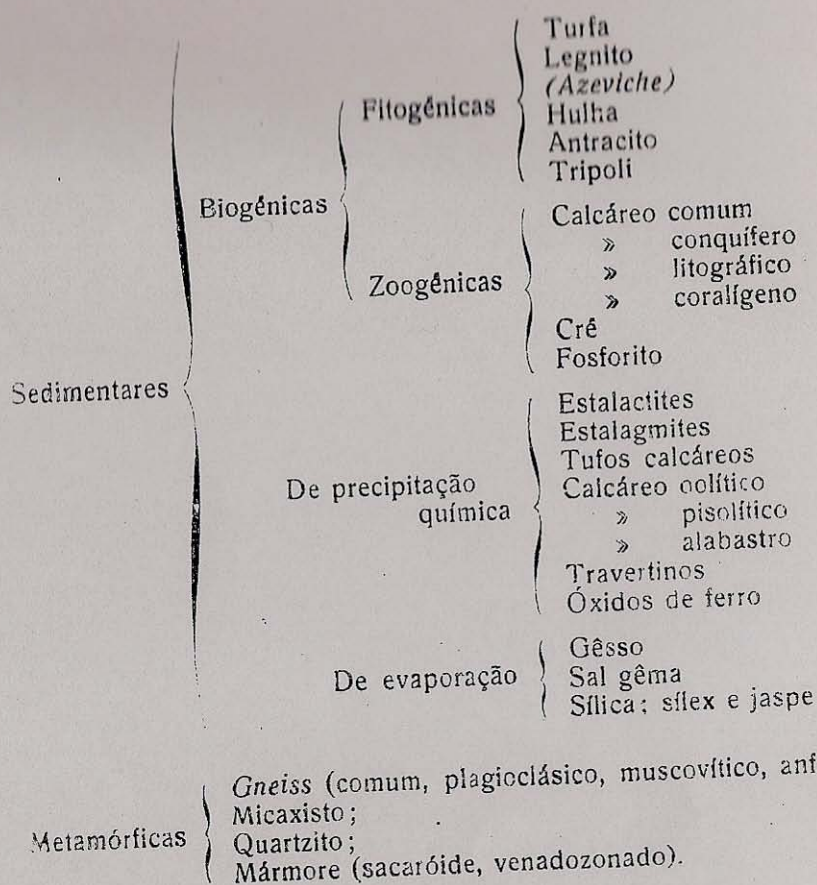 Turfa
Legnito
(Azeviche)
Fitogénicas
Hulha
Antracito
Tripoli
Biogénicas
Calcáreo comum
» conquífero
» litográfico
Zoogénicas
» coralígeno
Cré
Fosforito
Sedimentares
Estalactites
Estalagmites
Tufos calcáreos
De precipitação
Calcáreo oolítico
química
» pisolítico
» alabastro
Travertinos
Óxidos de ferro
Gêsso
De evaporação
Sal gêma
Sílica; sílex e jaspe
Gneiss (comum, plagioclásico, muscovítico, anf
Micaxisto;
Metamórficas
Quartzito;
Mármore (sacaróide, venadozonado).